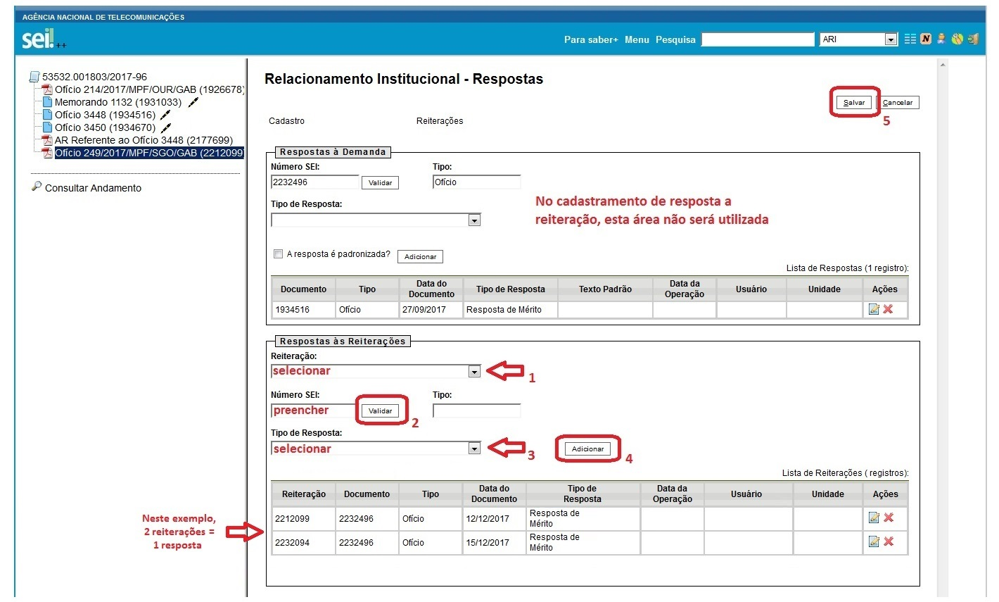 AGÊNCIA NACIONAL DE TELECOMUNICAÇÕES
sei! ++
Para saber+ Menu Pesquisa ARI
53532.001803/2017-96
Ofício 214/2017/MPF/OUR/GAB (1926678)
Memorando 1132 (1931033)
Ofício 3448 (1934516)
Ofício 3450 (1934670)
AR Referente ao Ofício 3448 (2177699)
Ofício 249/2017/MPF/SGO/GAB (2212099)
Consultar Andamento
Relacionamento Institucional - Respostas
Salvar Cancelar
5
Cadastro Reiterações
Respostas à Demanda
Número SEI: Tipo:
2232496 Validar Ofício
Tipo de Resposta:
No cadastramento de resposta a
reiteração, esta área não será utilizada
A resposta é padronizada? Adicionar
Lista de Respostas (1 registro):
Documento Tipo Data do Documento Tipo de Resposta Texto Padrão Data da Operação Usuário Unidade Ações
1934516 Ofício 27/09/2017 Resposta de Mérito
Respostas às Reiterações
Reiteração:
selecionar 1
Número SEI: Tipo:
preencher Validar 2
Tipo de Resposta:
selecionar 3 Adicionar 4
Lista de Reiterações ( registros):
Reiteração Documento Tipo Data do Documento Tipo de Resposta Data da Operação Usuário Unidade Ações
2212099 2232496 Ofício 12/12/2017 Resposta de Mérito
2232094 2232496 Ofício 15/12/2017 Resposta de Mérito
Neste exemplo,
2 reiterações =
1 resposta